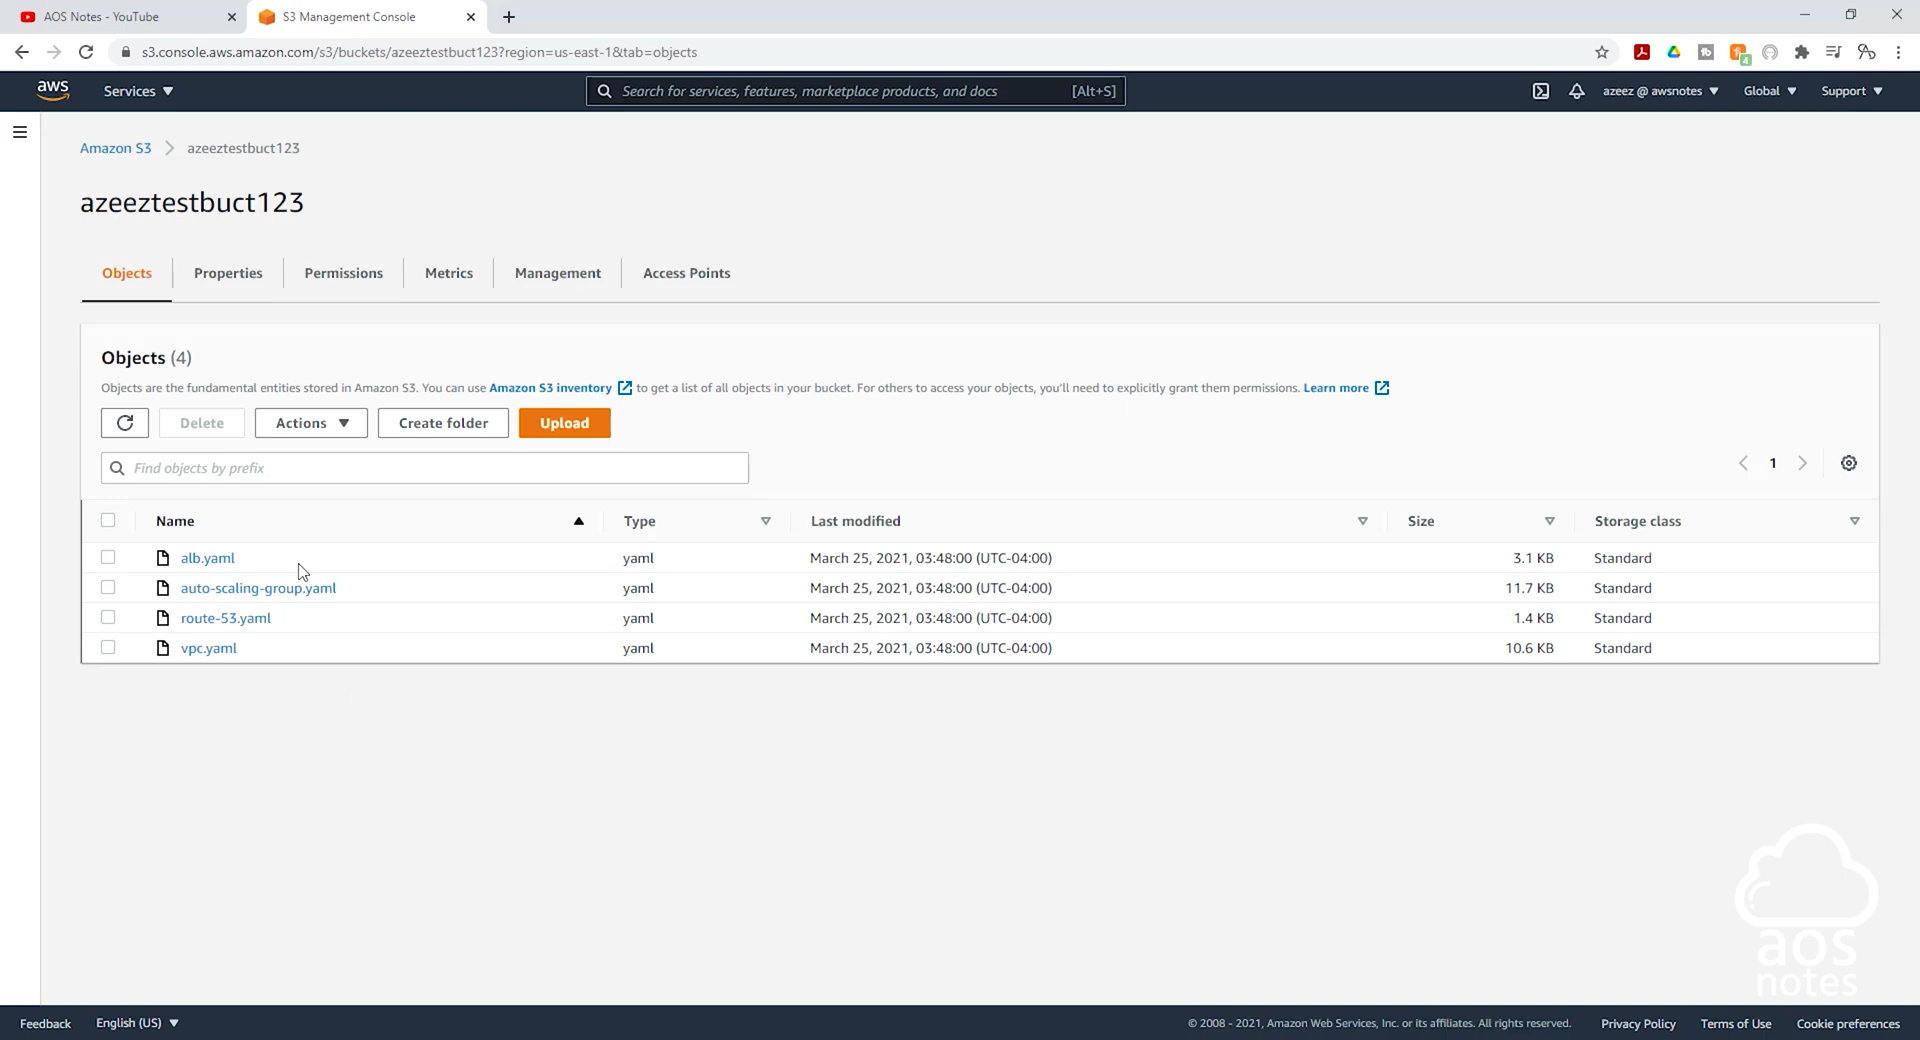 AOS Notes - YouTube
S3 Management Console
s3.console.aws.amazon.com/s3/buckets/azeeztestbuct123?region=us-east-1&tab=objects
4
aws Services Search for services, features, marketplace products, and docs [Alt+S] azeez @ awsnotes Global Support
Amazon S3 azeeztestbuct123
azeeztestbuct123
Objects Properties Permissions Metrics Management Access Points
Objects (4)
Objects are the fundamental entities stored in Amazon S3. You can use Amazon S3 inventory to get a list of all objects in your bucket. For others to access your objects, you'll need to explicitly grant them permissions. Learn more
Delete Actions Create folder Upload
Find objects by prefix
1
Name Type Last modified Size Storage class
alb.yaml yaml March 25, 2021, 03:48:00 (UTC-04:00) 3.1 KB Standard
auto-scaling-group.yaml yaml March 25, 2021, 03:48:00 (UTC-04:00) 11.7 KB Standard
route-53.yaml yaml March 25, 2021, 03:48:00 (UTC-04:00) 1.4 KB Standard
vpc.yaml yaml March 25, 2021, 03:48:00 (UTC-04:00) 10.6 KB Standard
aos
notes
Feedback English (US) © 2008 - 2021, Amazon Web Services, Inc. or its affiliates. All rights reserved. Privacy Policy Terms of Use Cookie preferences